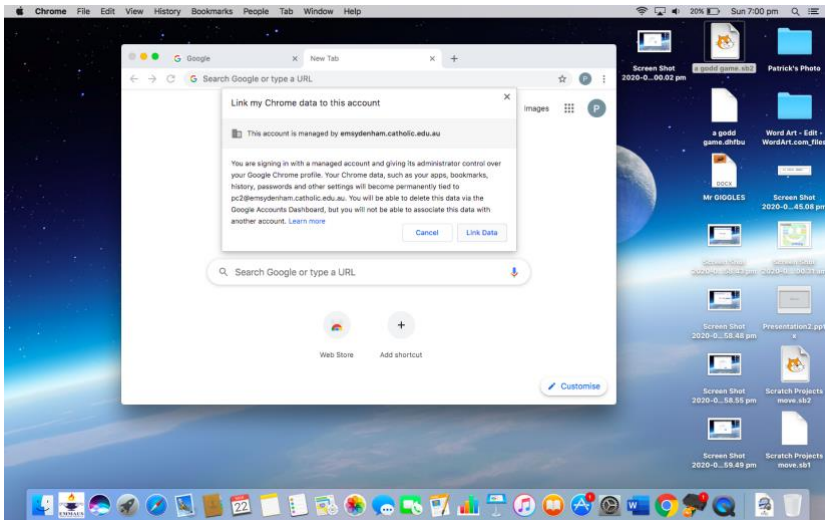 Chrome File Edit View History Bookmarks People Tab Window Help
20% Sun 7:00 pm
Google
New Tab
Search Google or type a URL
P
Images
P
Link my Chrome data to this account
This account is managed by emsydenham.catholic.edu.au
You are signing in with a managed account and giving its administrator control over
your Google Chrome profile. Your Chrome data, such as your apps, bookmarks,
history, passwords and other settings will become permanently tied to
pc2@emsydenham.catholic.edu.au. You will be able to delete this data via the
Google Accounts Dashboard, but you will not be able to associate this data with
another account. Learn more
Cancel
Link Data
Search Google or type a URL
Web Store
Add shortcut
Customise
Screen Shot
2020-0...00.02 pm
a godd game.sb2
Patrick's Photo
a godd
game.dhfbu
Word Art - Edit -
WordArt.com_files
DOCX
Mr GIGGLES
Screen Shot
2020-0...45.08 pm
Screen Shot
Screen Shot
Screen Shot
2020-0...58.48 pm
Presentation2.ppt
x
Screen Shot
2020-0...58.55 pm
Scratch Projects
move.sb2
Screen Shot
2020-0...59.49 pm
Scratch Projects
move.sb1
EMMAUS
22